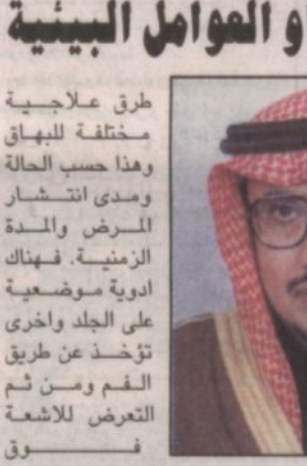 و العوامل البيئية
طرق علاجية
مختلفة للبهاق
وهذا حسب الحالة
ومدى انتشار
المرض والمدة
الزمنية. فهناك
ادوية موضعية
على الجلد واخرى
تؤخذ عن طريق
الفم ومن ثم
التعرض للاشعة
فوق